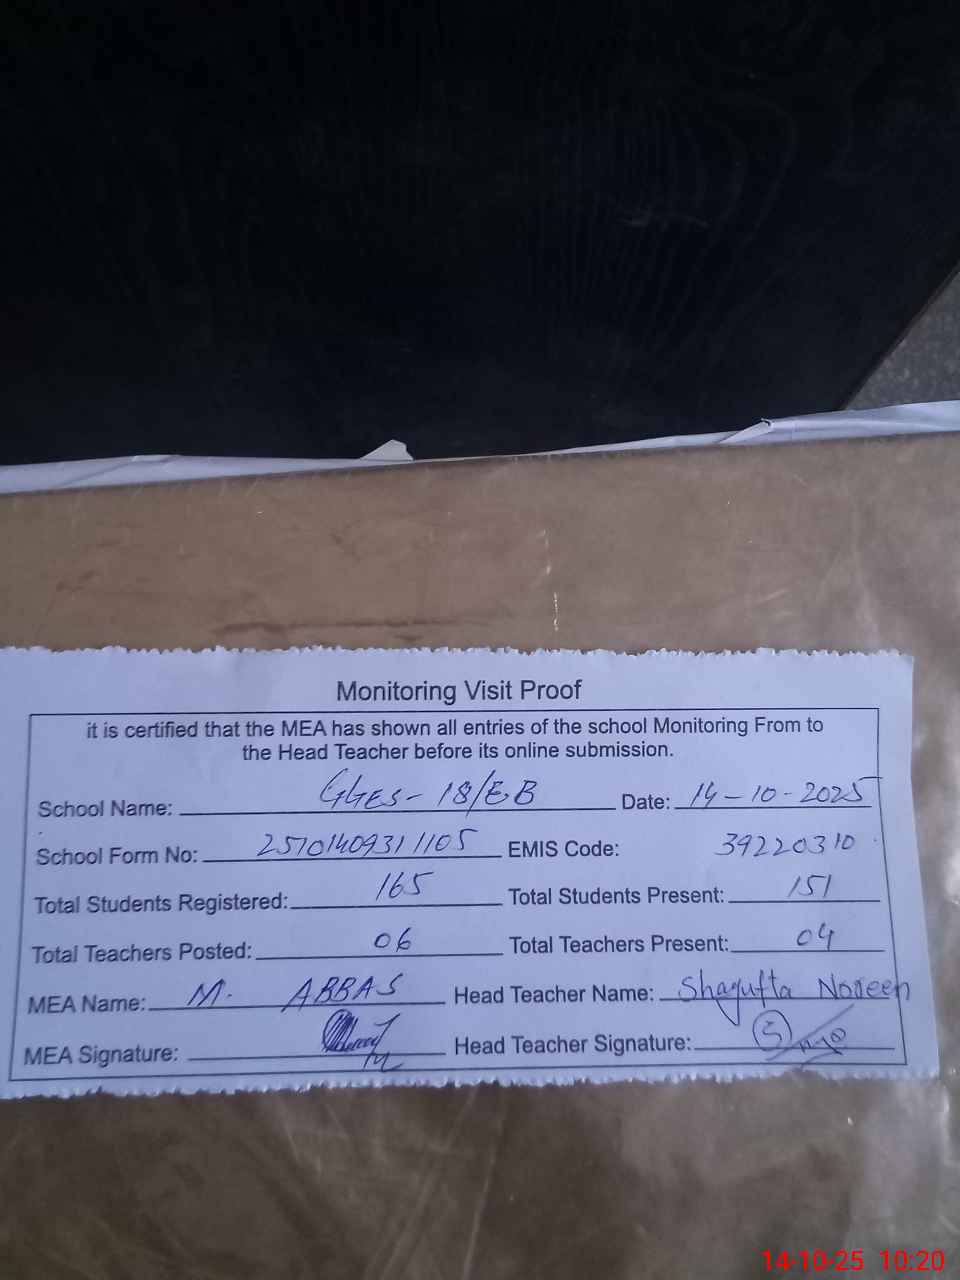 Monitoring Visit Proof
it is certified that the MEA has shown all entries of the school Monitoring From to
the Head Teacher before its online submission.
School Name: GGES- 18/EB Date: 14-10-2025
School Form No: 25101409311105 EMIS Code: 39220310
Total Students Registered: 165 Total Students Present: 151
Total Teachers Posted: 06 Total Teachers Present: 04
MEA Name: M. ABBAS Head Teacher Name: Shagufta Noreen
MEA Signature: Head Teacher Signature:
14-10-25 10:20